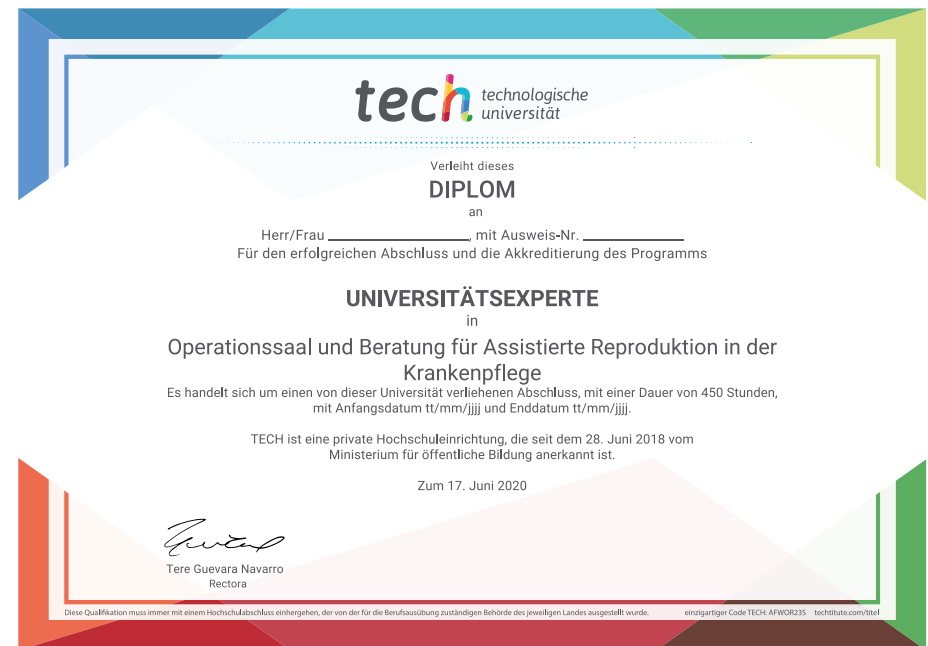 tech technologische
universität
Verleiht dieses
DIPLOM
an
Herr/Frau ____________, mit Ausweis-Nr. ____________
Für den erfolgreichen Abschluss und die Akkreditierung des Programms
UNIVERSITÄTSEXPERTE
in
Operationssaal und Beratung für Assistierte Reproduktion in der
Krankenpflege
Es handelt sich um einen von dieser Universität verliehenen Abschluss, mit einer Dauer von 450 Stunden,
mit Anfangsdatum tt/mm/jjjj und Enddatum tt/mm/jjjj.
TECH ist eine private Hochschuleinrichtung, die seit dem 28. Juni 2018 vom
Ministerium für öffentliche Bildung anerkannt ist.
Zum 17. Juni 2020
Tere Guevara Navarro
Rectora
Diese Qualifikation muss immer mit einem Hochschulabschluss einhergehen, der von der für die Berufsausübung zuständigen Behörde des jeweiligen Landes ausgestellt wurde. einzigartiger Code TECH: AFWOR23S techtitute.com/titel